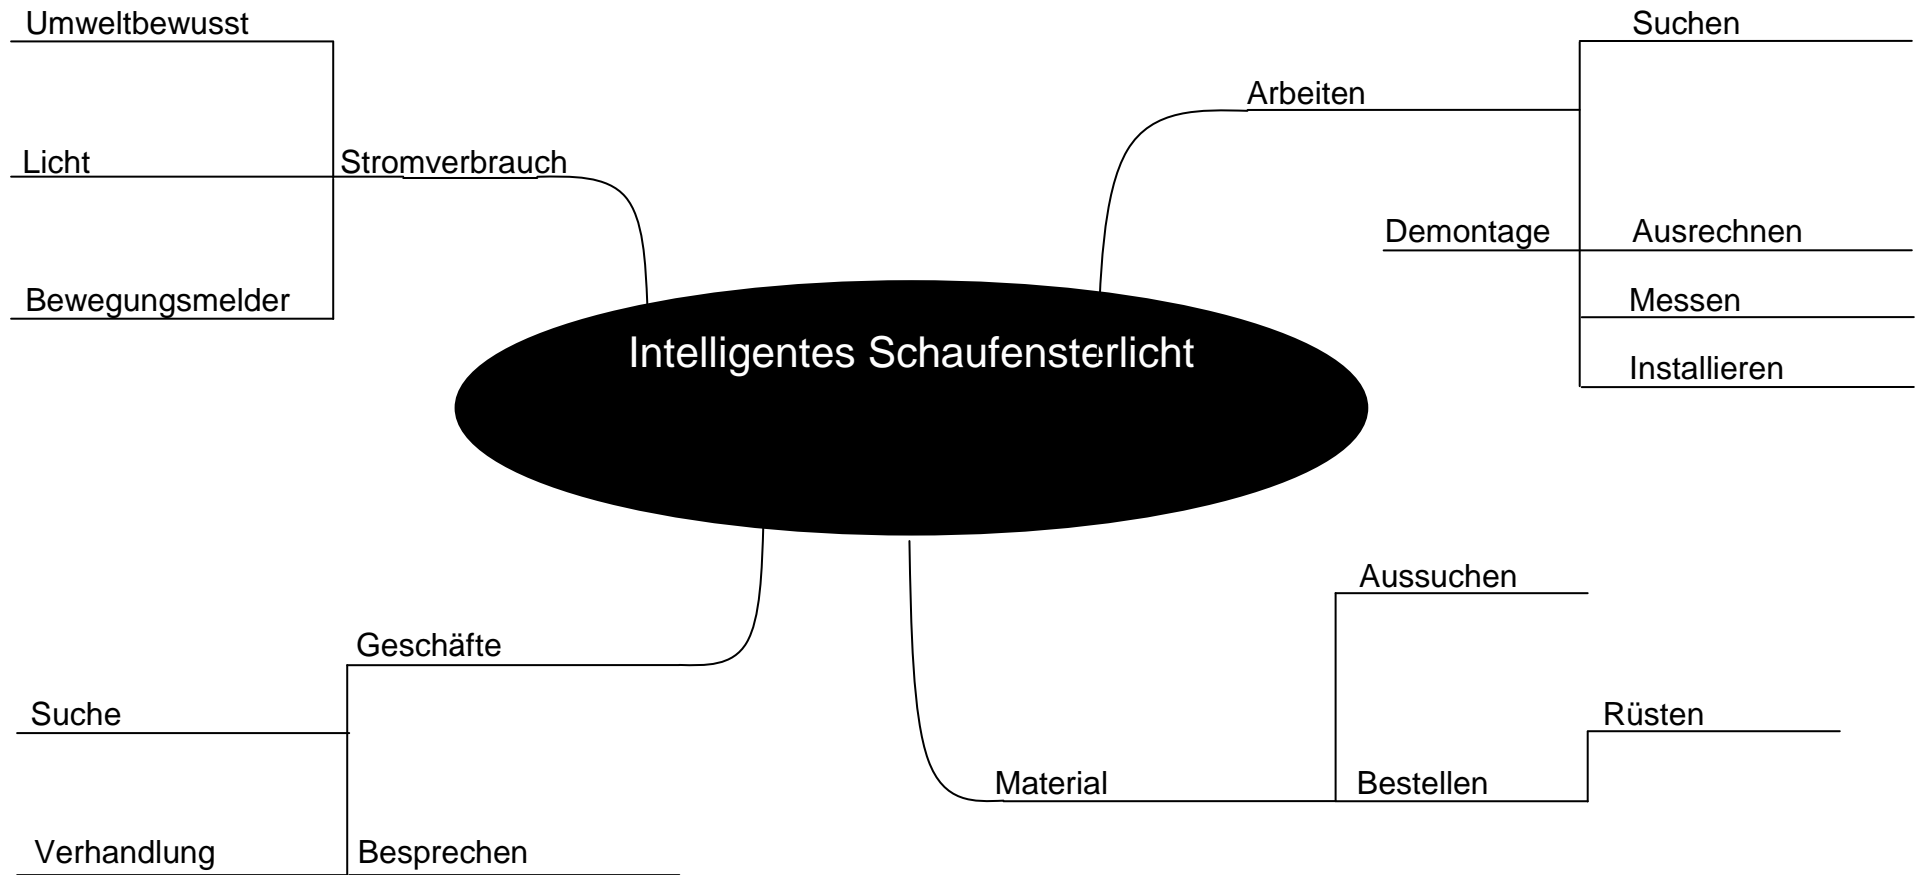 Umweltbewusst
Suchen
Arbeiten
Licht
Stromverbrauch
Demontage
Ausrechnen
Bewegungsmelder
Messen
Intelligentes Schaufensterlicht
Installieren
Aussuchen
Geschäfte
Suche
Rüsten
Material
Bestellen
Verhandlung
Besprechen